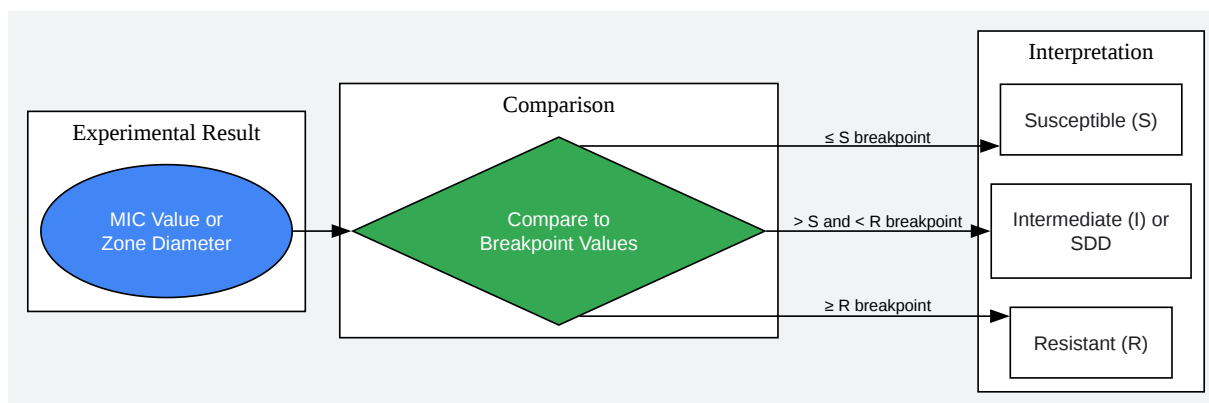 Experimental Result
MIC Value or
Zone Diameter
Comparison
Compare to
Breakpoint Values
≤ S breakpoint
> S and < R breakpoint
≥ R breakpoint
Interpretation
Susceptible (S)
Intermediate (I) or
SDD
Resistant (R)